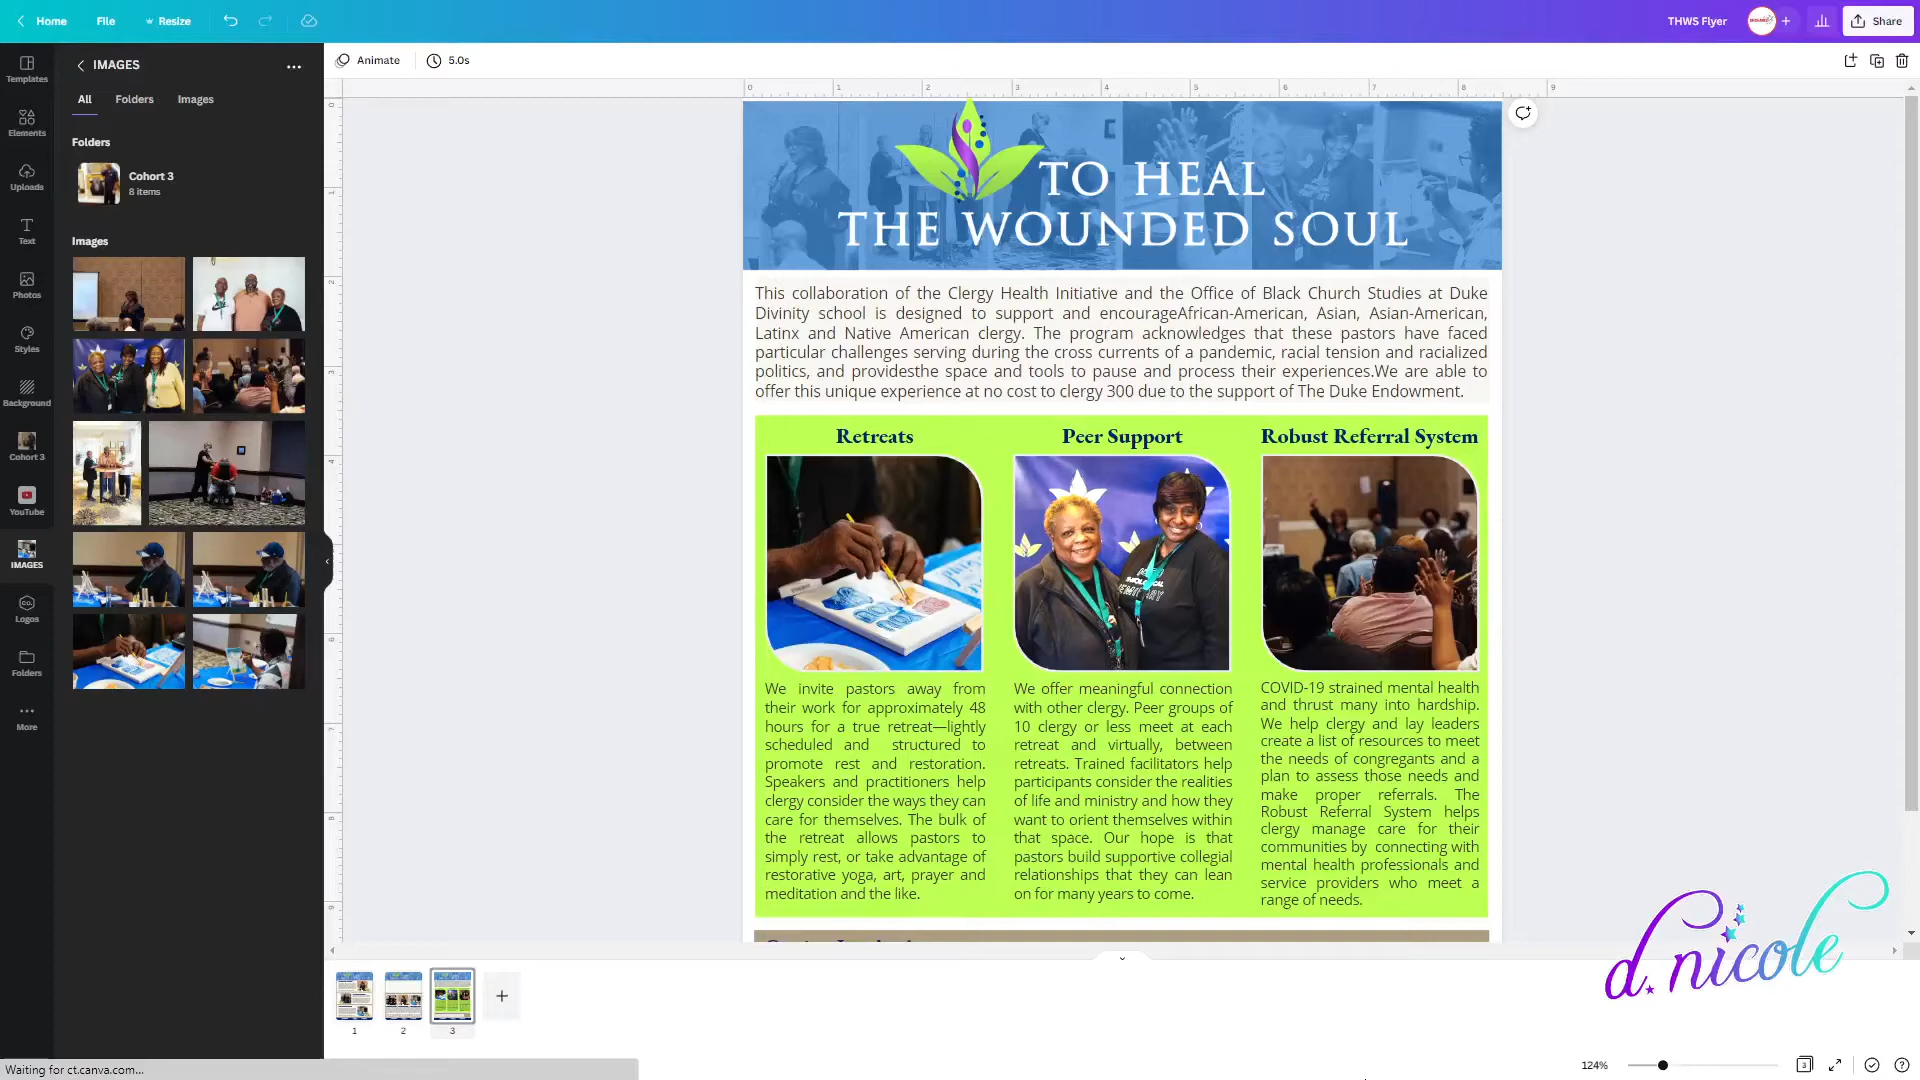 Home File Resize THWS Flyer Share
Templates
Elements
Uploads
Text
Photos
Styles
Background
Cohort 3
YouTube
IMAGES
Logos
Folders
More
IMAGES
All Folders Images
Folders
Cohort 3
8 items
Images
Animate 5.0s
0 1 2 3 4 5 6 7 8 9
TO HEAL
THE WOUNDED SOUL
This collaboration of the Clergy Health Initiative and the Office of Black Church Studies at Duke
Divinity school is designed to support and encourageAfrican-American, Asian, Asian-American,
Latinx and Native American clergy. The program acknowledges that these pastors have faced
particular challenges serving during the cross currents of a pandemic, racial tension and racialized
politics, and providesthe space and tools to pause and process their experiences.We are able to
offer this unique experience at no cost to clergy 300 due to the support of The Duke Endowment.
Retreats
We invite pastors away from
their work for approximately 48
hours for a true retreat—lightly
scheduled and structured to
promote rest and restoration.
Speakers and practitioners help
clergy consider the ways they can
care for themselves. The bulk of
the retreat allows pastors to
simply rest, or take advantage of
restorative yoga, art, prayer and
meditation and the like.
Peer Support
We offer meaningful connection
with other clergy. Peer groups of
10 clergy or less meet at each
retreat and virtually, between
retreats. Trained facilitators help
participants consider the realities
of life and ministry and how they
want to orient themselves within
that space. Our hope is that
pastors build supportive collegial
relationships that they can lean
on for many years to come.
Robust Referral System
COVID-19 strained mental health
and thrust many into hardship.
We help clergy and lay leaders
create a list of resources to meet
the needs of congregants and a
plan to assess those needs and
make proper referrals. The
Robust Referral System helps
clergy manage care for their
communities by connecting with
mental health professionals and
service providers who meet a
range of needs.
d.nicole
1 2 3
Waiting for ct.canva.com...
124%
3